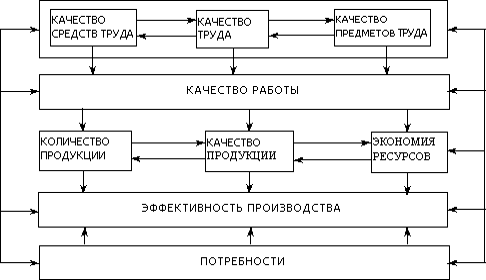 КАЧЕСТВО
СРЕДСТВ ТРУДА
КАЧЕСТВО
ТРУДА
КАЧЕСТВО
ПРЕДМЕТОВ ТРУДА
КАЧЕСТВО РАБОТЫ
КОЛИЧЕСТВО
ПРОДУКЦИИ
КАЧЕСТВО
ПРОДУКЦИИ
ЭКОНОМИЯ
РЕСУРСОВ
ЭФФЕКТИВНОСТЬ ПРОИЗВОДСТВА
ПОТРЕБНОСТИ